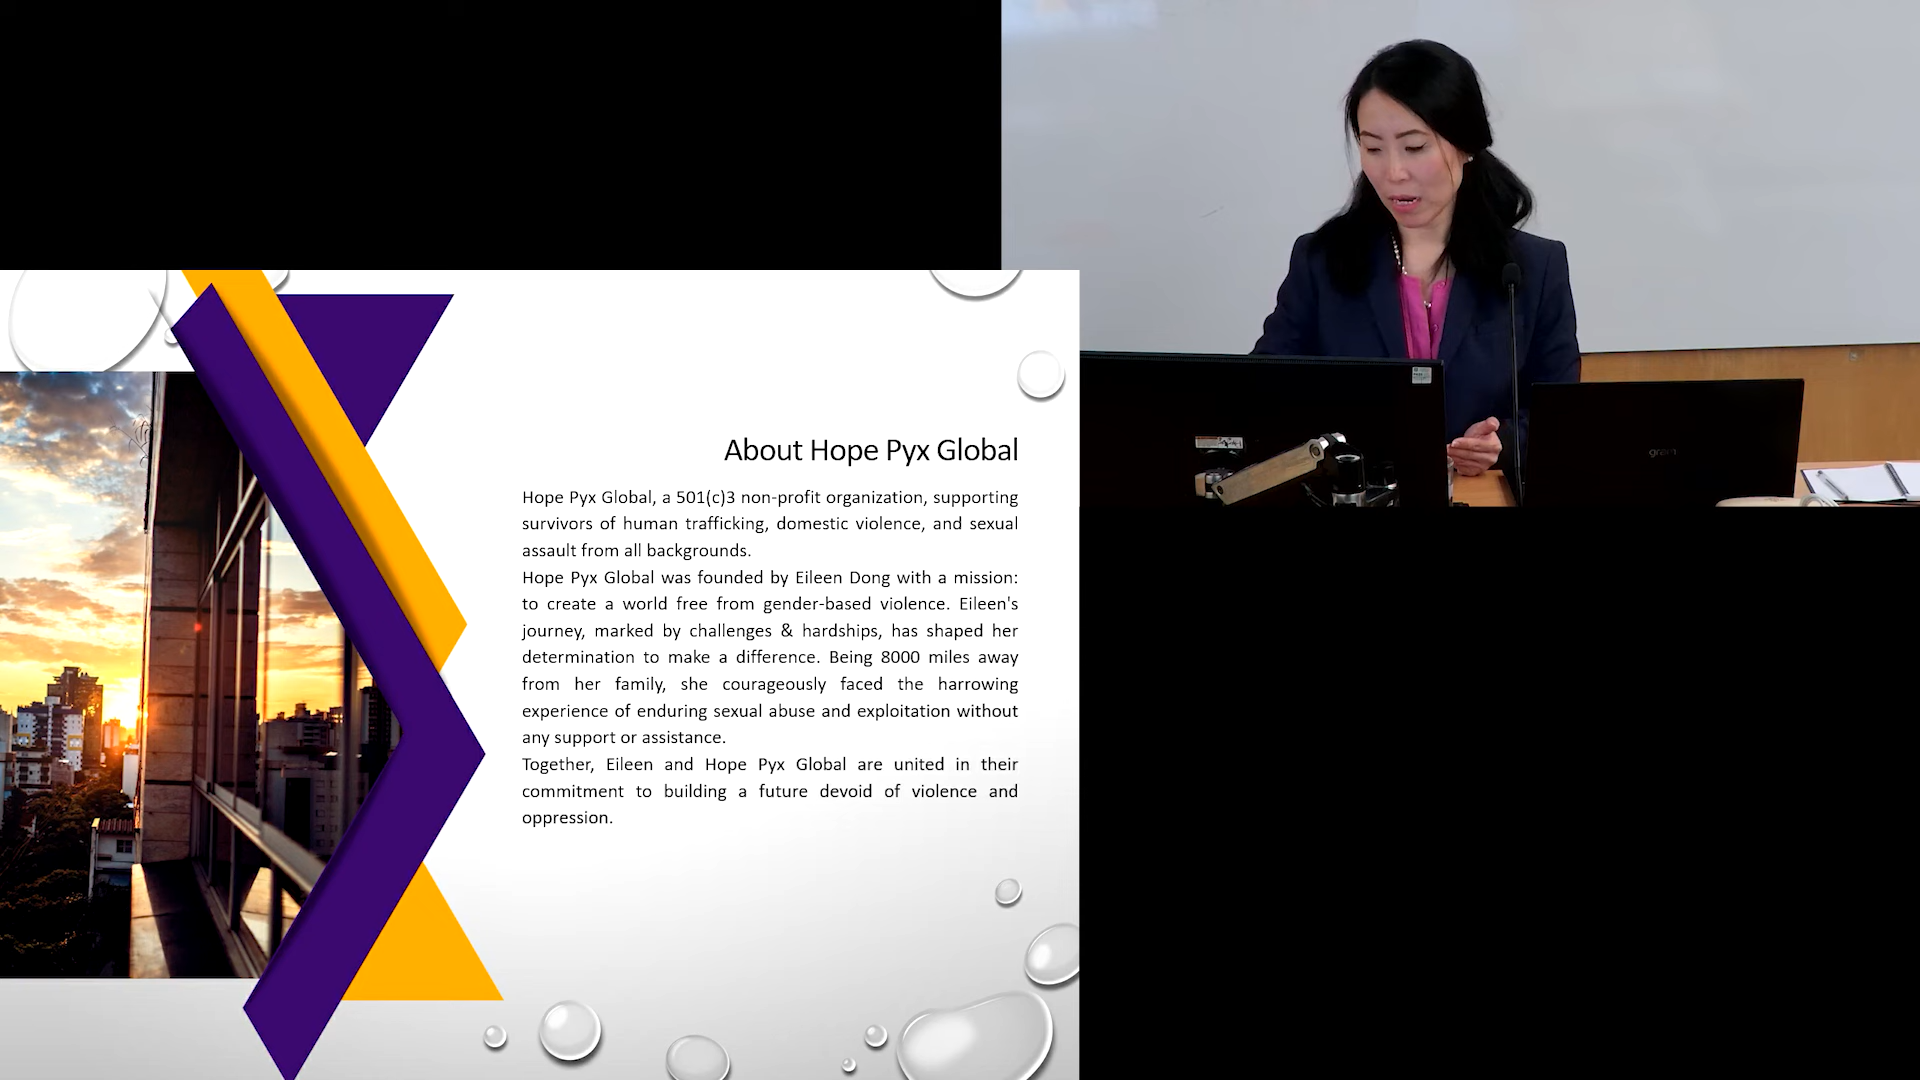 About Hope Pyx Global
Hope Pyx Global, a 501(c)3 non-profit organization, supporting
survivors of human trafficking, domestic violence, and sexual
assault from all backgrounds.
Hope Pyx Global was founded by Eileen Dong with a mission:
to create a world free from gender-based violence. Eileen's
journey, marked by challenges & hardships, has shaped her
determination to make a difference. Being 8000 miles away
from her family, she courageously faced the harrowing
experience of enduring sexual abuse and exploitation without
any support or assistance.
Together, Eileen and Hope Pyx Global are united in their
commitment to building a future devoid of violence and
oppression.
gram